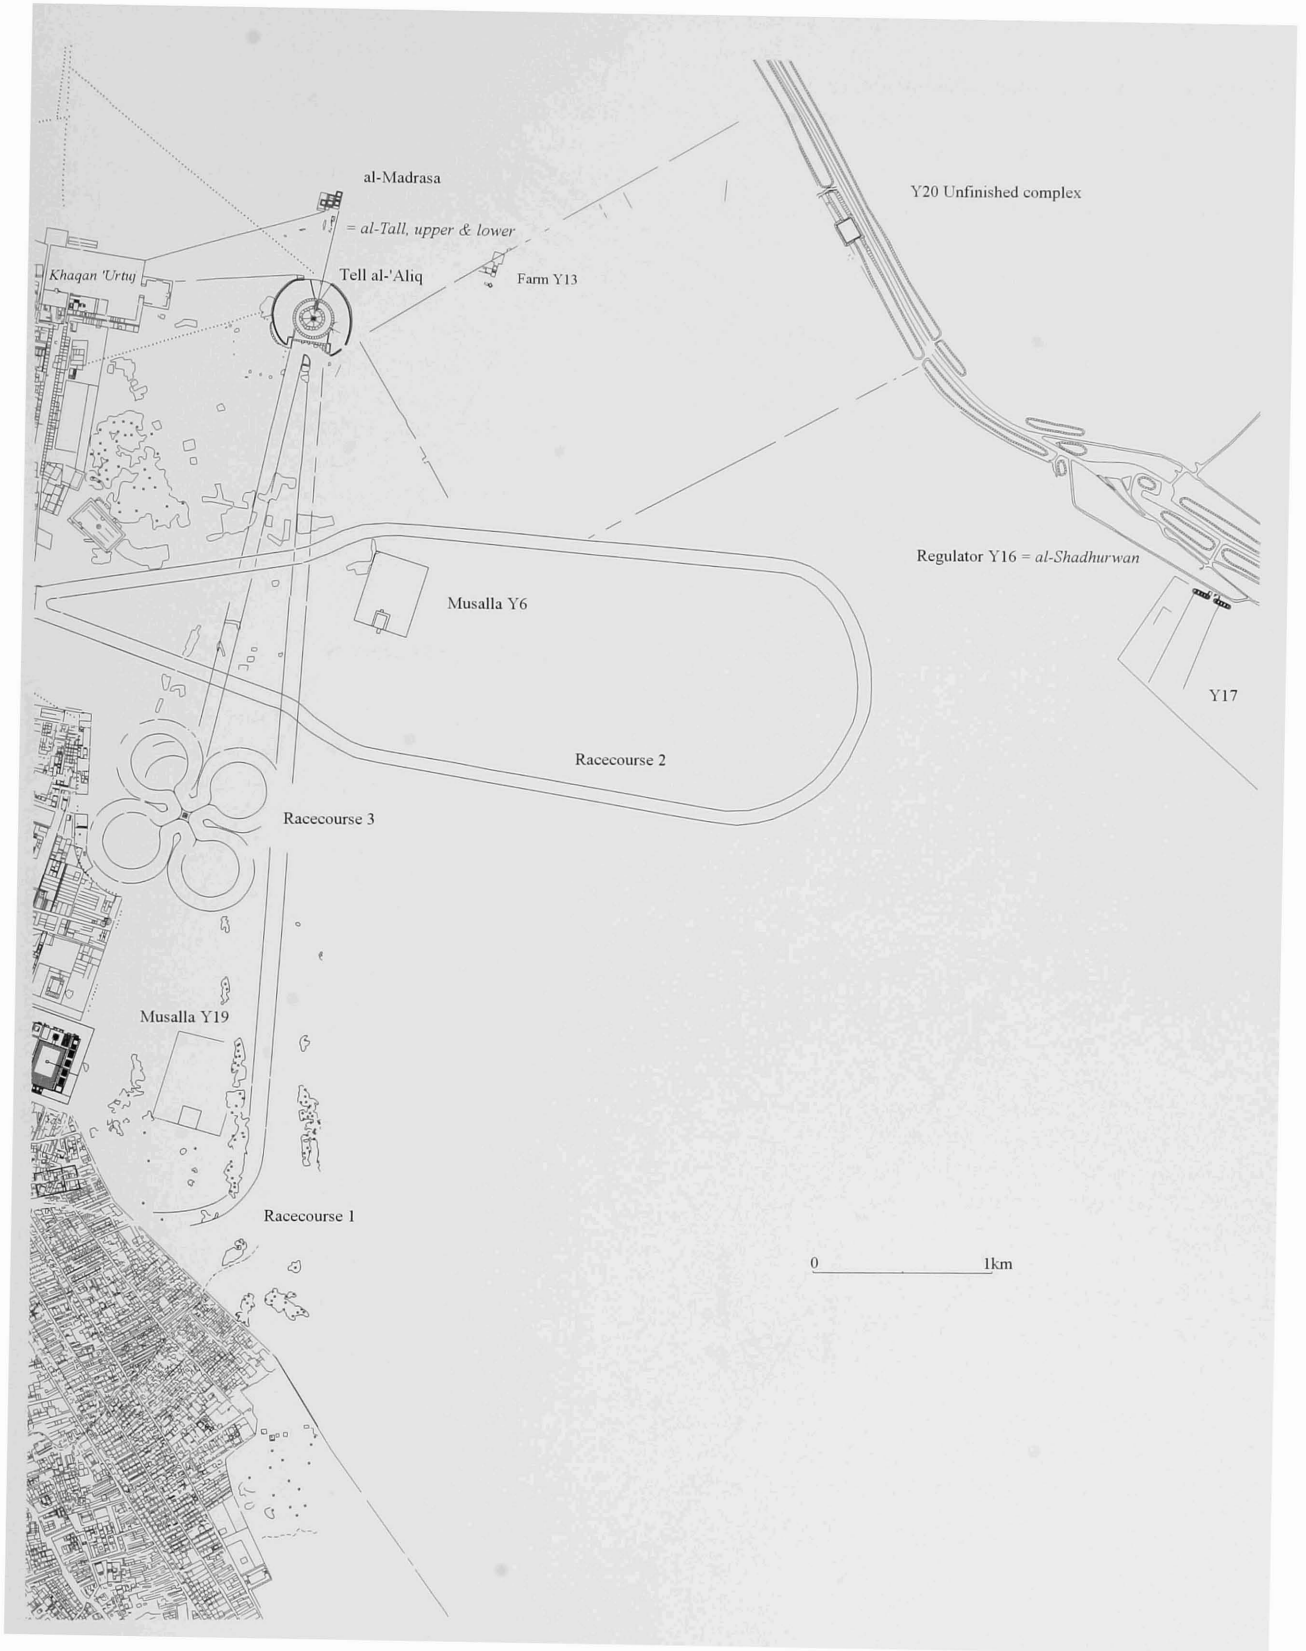 al-Madrasa
Y20 Unfinished complex
= al-Tall, upper & lower
Khaqan 'Urtuj
Tell al-'Aliq
Farm Y13
Regulator Y16 = al-Shadhurwan
Musalla Y6
Y17
Racecourse 2
Racecourse 3
Musalla Y19
Racecourse 1
0 1km